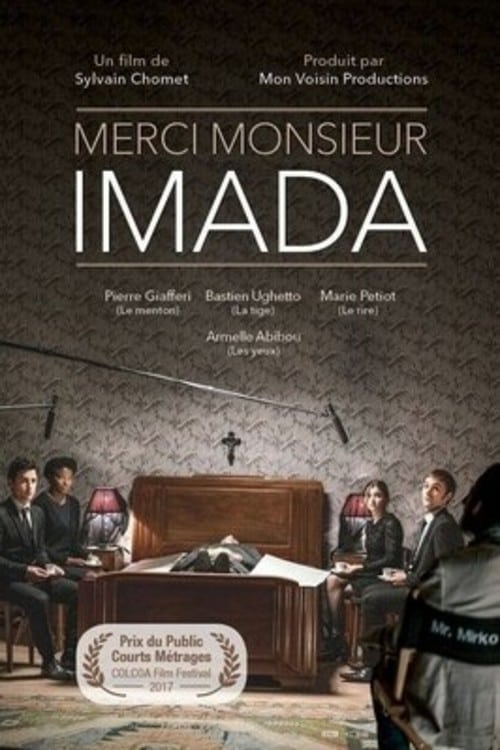 Un film de
Sylvain Chomet
Produit par
Mon Voisin Productions
MERCI MONSIEUR
IMADA
Pierre Giafferi
(Le menton)
Bastien Ughetto
(La tige)
Marie Petiot
(Le rire)
Armelle Abibou
(Les yeux)
Mr. Mirko
Prix du Public
Courts Métrages
COLCOA Film Festival
2017